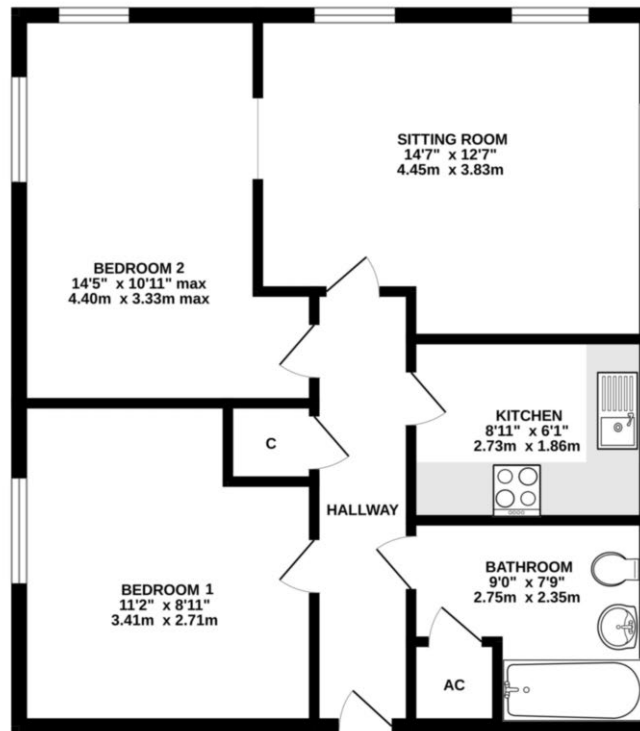 SITTING ROOM
14'7" x 12'7"
4.45m x 3.83m
BEDROOM 2
14'5" x 10'11" max
4.40m x 3.33m max
KITCHEN
8'11" x 6'1"
2.73m x 1.86m
C
HALLWAY
BATHROOM
9'0" x 7'9"
2.75m x 2.35m
BEDROOM 1
11'2" x 8'11"
3.41m x 2.71m
AC